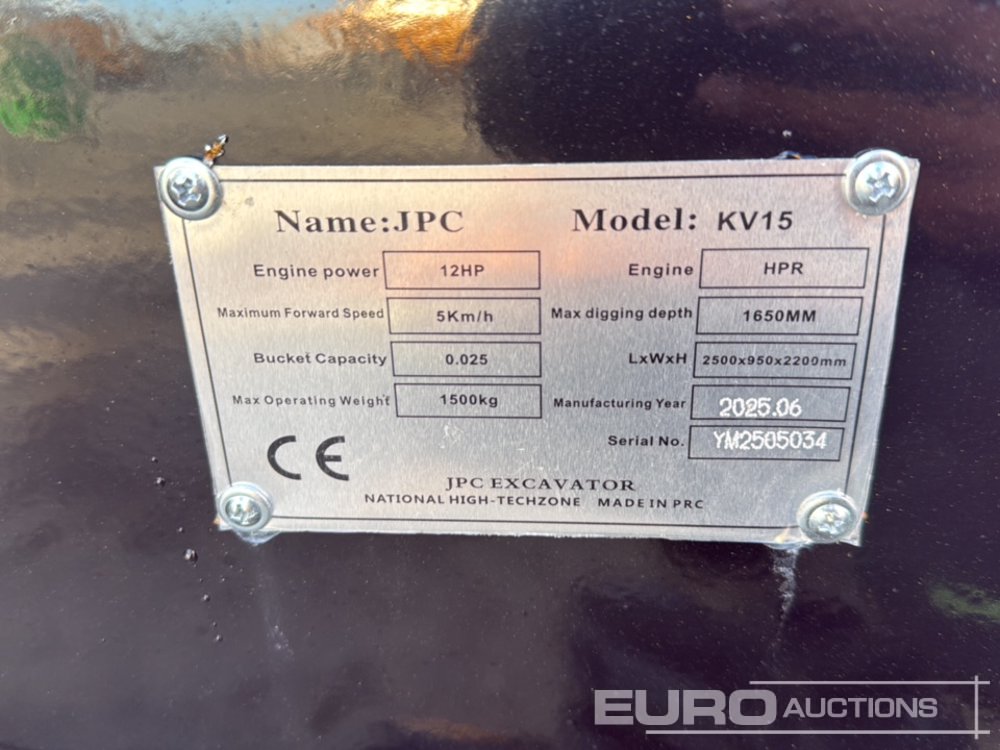 Name:JPC Model: KV15
Engine power 12HP Engine HPR
Maximum Forward Speed 5Km/h Max digging depth 1650MM
Bucket Capacity 0.025 LxWxH 2500x950x2200mm
Max Operating Weight 1500kg Manufacturing Year 2025.06
Serial No. YM2505034
CE
JPC EXCAVATOR
NATIONAL HIGH-TECHZONE MADE IN PRC
EURO AUCTIONS